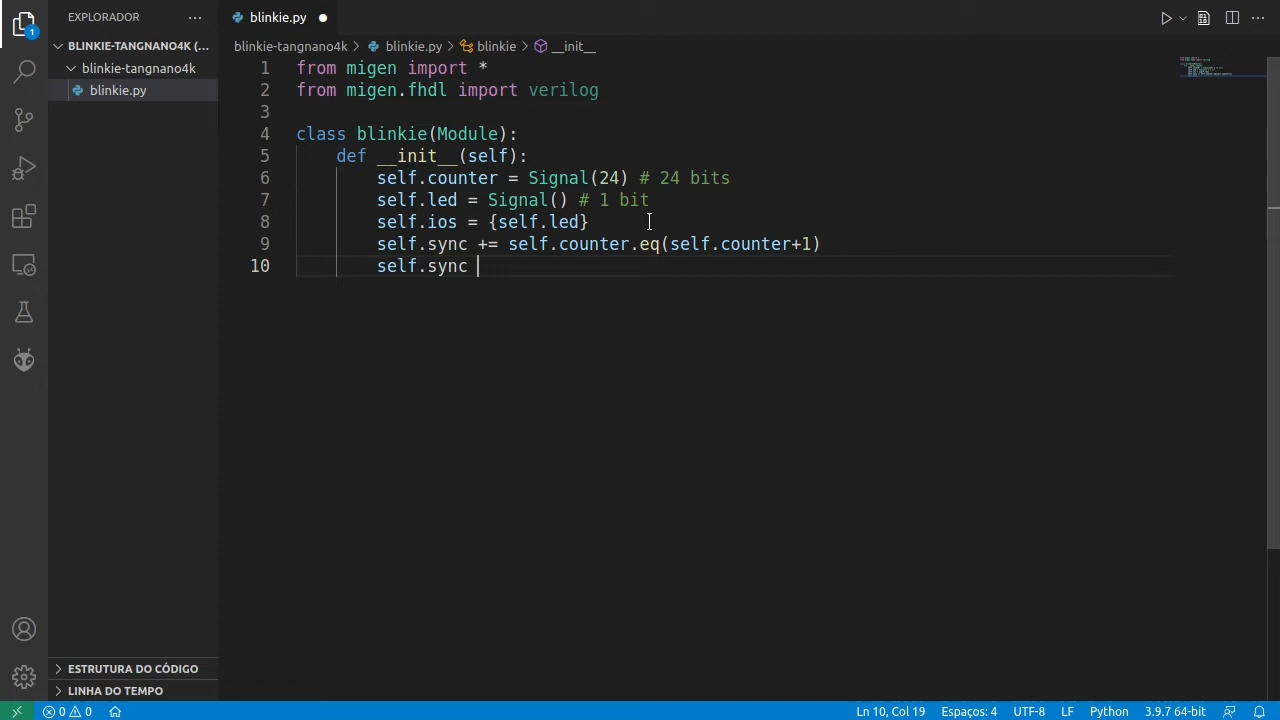 EXPLORADOR
blinkie.py
1
BLINKIE-TANGNANO4K (...
blinkie-tangnano4k
blinkie.py
blinkie-tangnano4k > blinkie.py > blinkie > __init__
1 from migen import *
2 from migen.fhdl import verilog
3
4 class blinkie(Module):
5 def __init__(self):
6 self.counter = Signal(24) # 24 bits
7 self.led = Signal() # 1 bit
8 self.ios = {self.led}
9 self.sync += self.counter.eq(self.counter+1)
10 self.sync
ESTRUTURA DO CÓDIGO
LINHA DO TEMPO
0 0
Ln 10, Col 19 Espaços: 4 UTF-8 LF Python 3.9.7 64-bit